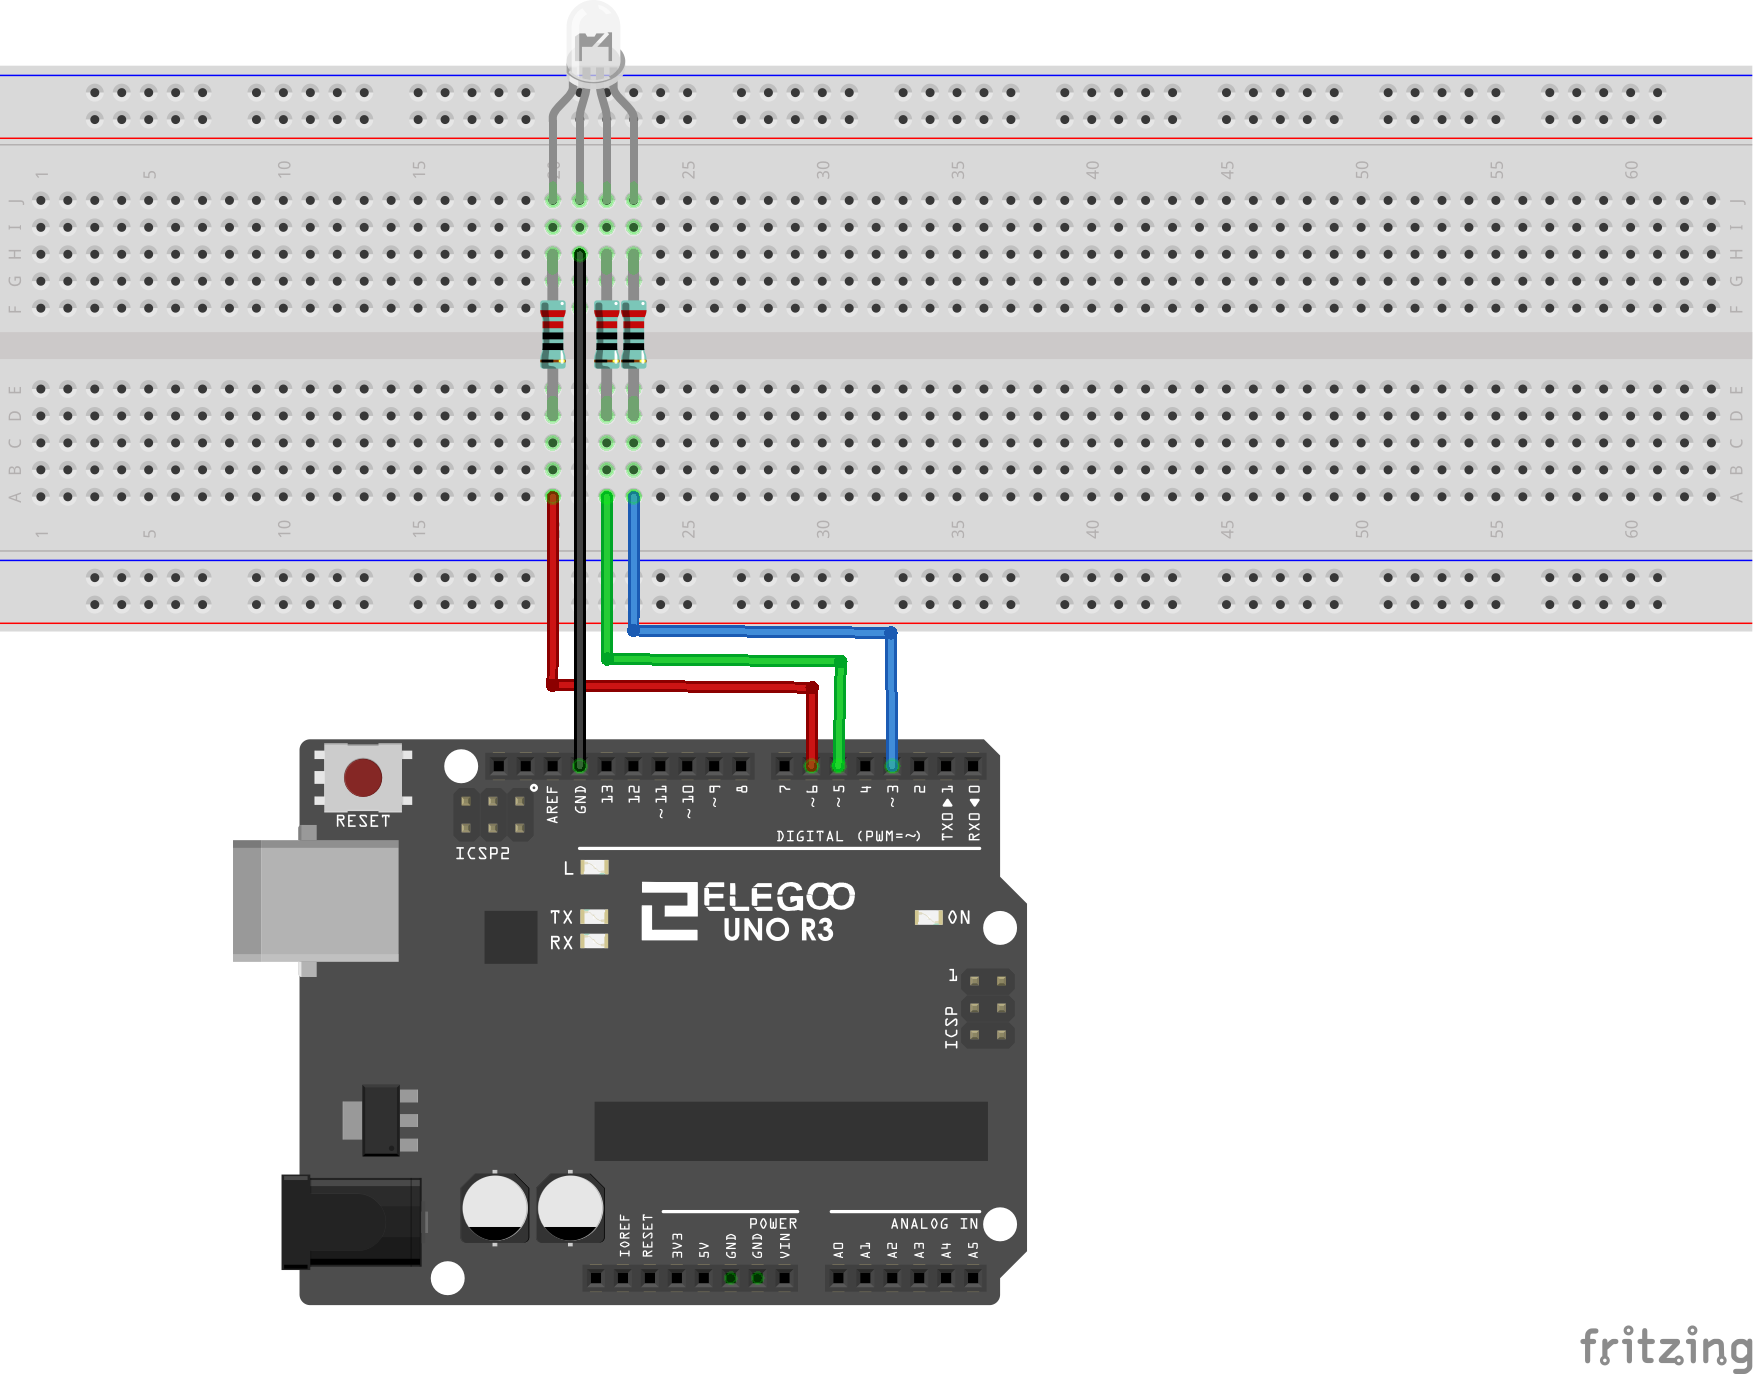 1 5 10 15 20 25 30 35 40 45 50 55 60
J J
I I
H H
G G
F F
E E
D D
C C
B B
A A
1 5 10 15 25 30 35 40 45 50 55 60
RESET
ICSP2
AREF GND 13 12 ~11 ~10 ~9 8 7 ~6 ~5 4 ~3 2 TX0▶1 RX0◀0
DIGITAL (PWM=~)
L
TX
RX
ELEGOO
UNO R3
ON
1
ICSP
POWER
ANALOG IN
IOREF RESET 3V3 5V GND GND VIN A0 A1 A2 A3 A4 A5
fritzing